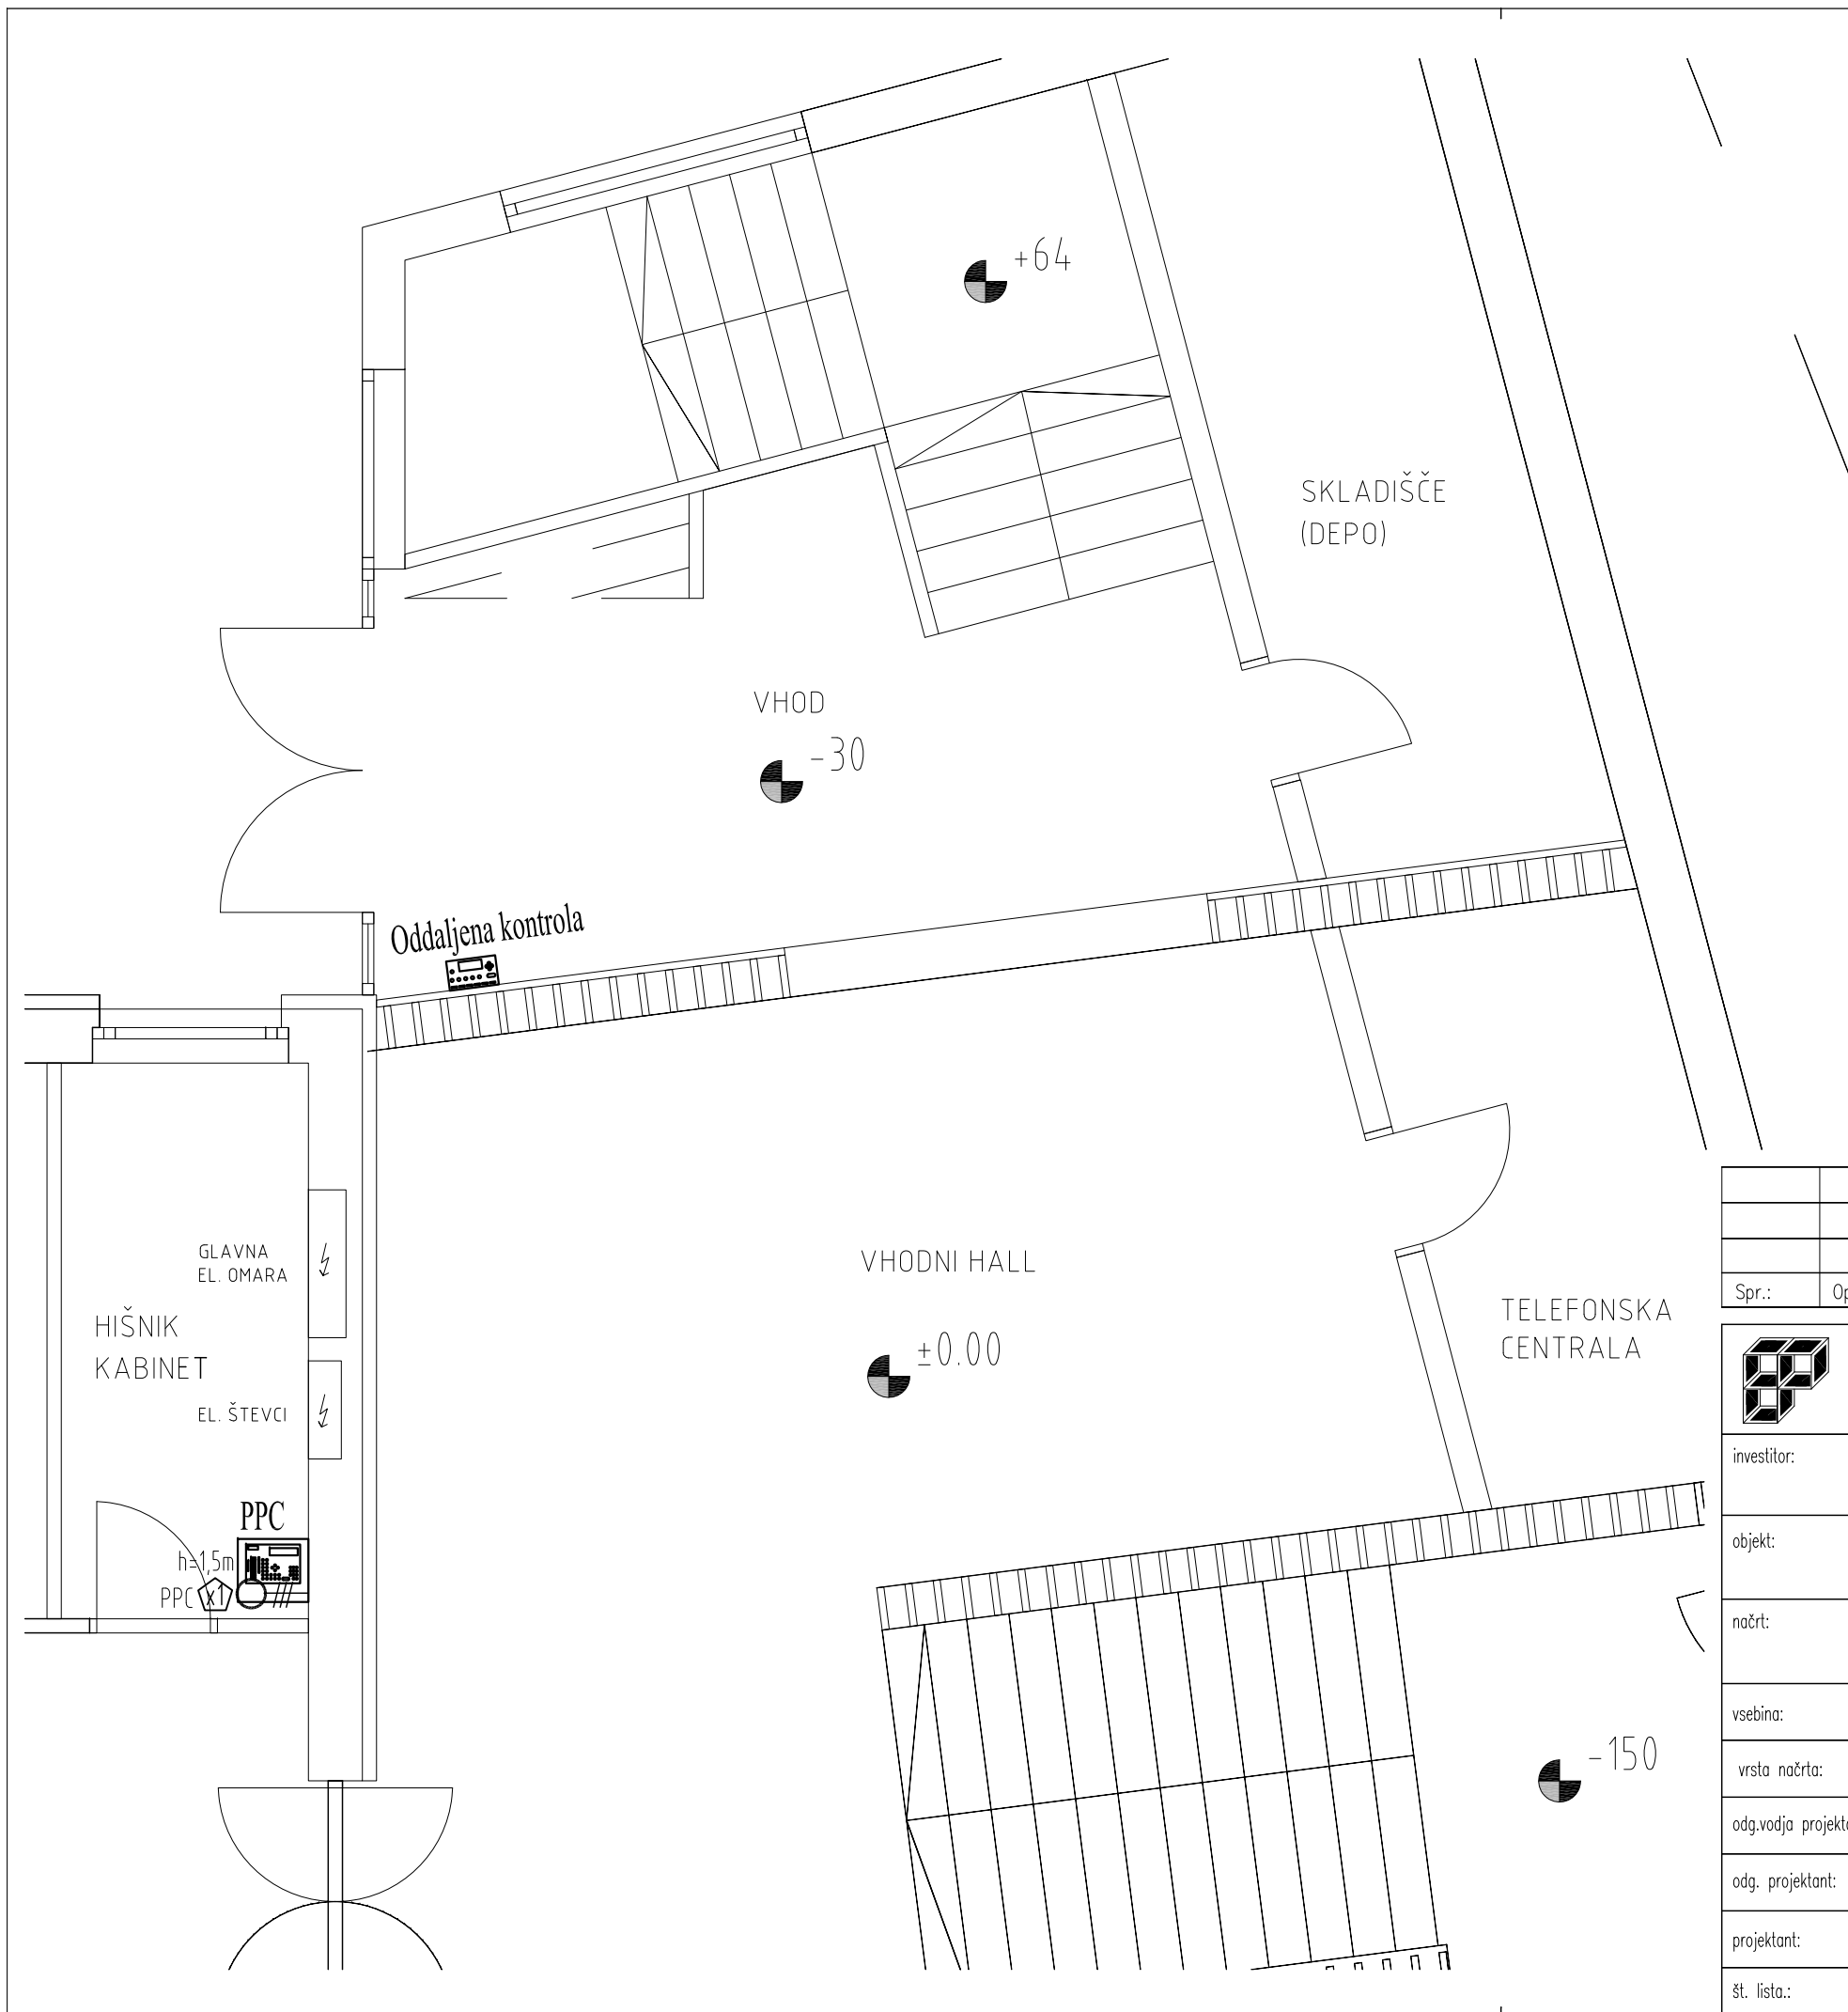 +64
SKLADIŠČE
(DEPO)
VHOD
-30
Oddaljena kontrola
GLAVNA
EL. OMARA
HIŠNIK
KABINET
EL. ŠTEVCI
VHODNI HALL
±0.00
TELEFONSKA
CENTRALA
PPC
h=1,5m
PPC x1
-150
Spr.:
investitor:
objekt:
načrt:
vsebina:
vrsta načrta:
odg.vodja
odg. projektant:
projektant:
št. lista.: